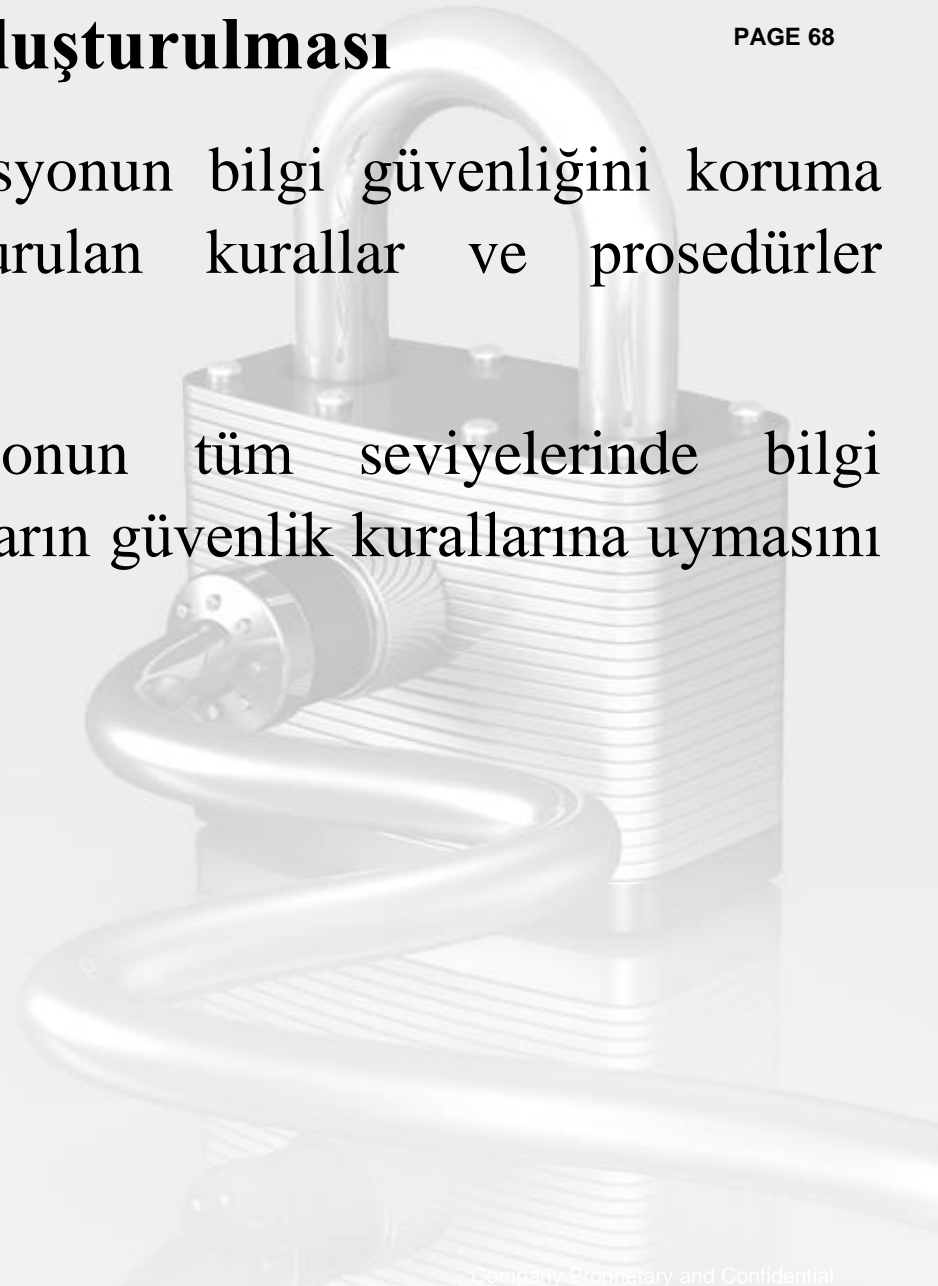 luşturulması
PAGE 68
syonun bilgi güvenliğini koruma
urulan kurallar ve prosedürler
onun tüm seviyelerinde bilgi
arın güvenlik kurallarına uymasını
Company Proprietary and Confidential